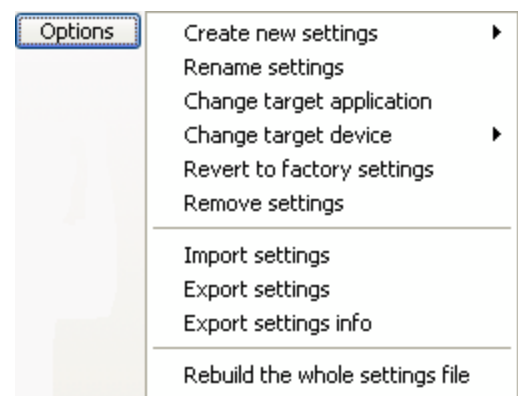 Options
Create new settings
Rename settings
Change target application
Change target device
Revert to factory settings
Remove settings
Import settings
Export settings
Export settings info
Rebuild the whole settings file